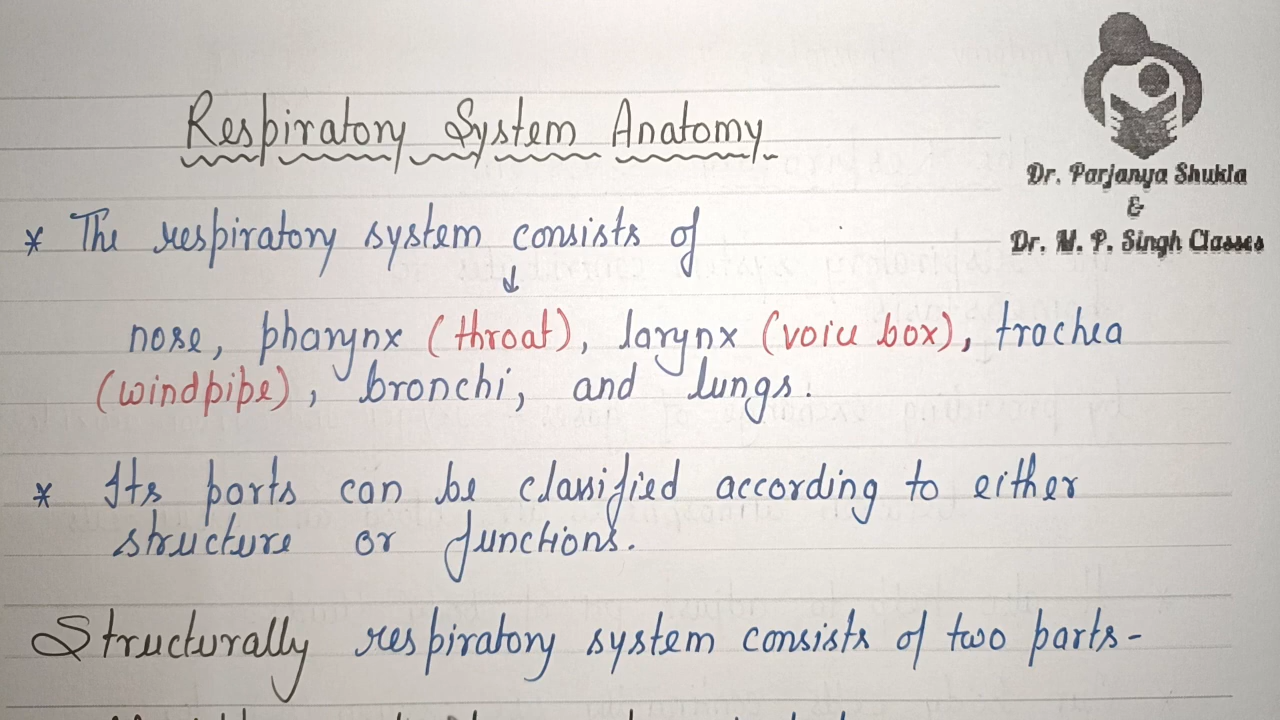 Respiratory System Anatomy
Dr. Parjanya Shukla
&
Dr. M. P. Singh Classes
* The respiratory system consists of
↓
nose, pharynx (throat), larynx (voice box), trachea
(windpipe), bronchi, and lungs.
* Its parts can be classified according to either
structure or functions.
Structurally respiratory system consists of two parts-